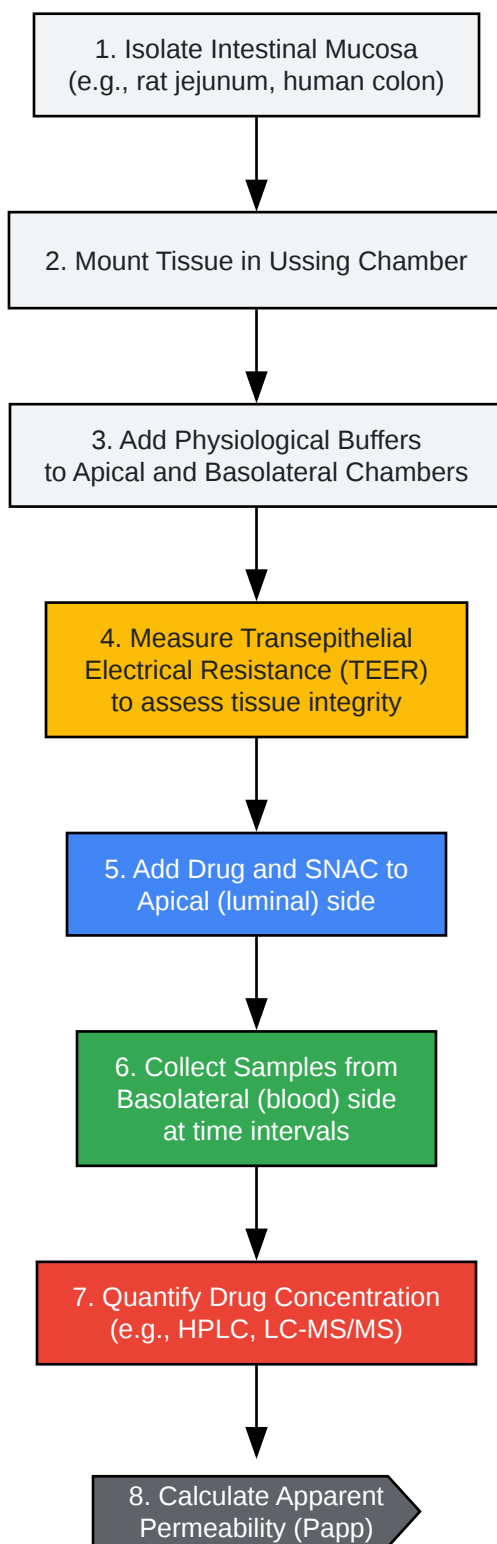 1. Isolate Intestinal Mucosa
(e.g., rat jejunum, human colon)
2. Mount Tissue in Ussing Chamber
3. Add Physiological Buffers
to Apical and Basolateral Chambers
4. Measure Transepithelial
Electrical Resistance (TEER)
to assess tissue integrity
5. Add Drug and SNAC to
Apical (luminal) side
6. Collect Samples from
Basolateral (blood) side
at time intervals
7. Quantify Drug Concentration
(e.g., HPLC, LC-MS/MS)
8. Calculate Apparent
Permeability (Papp)